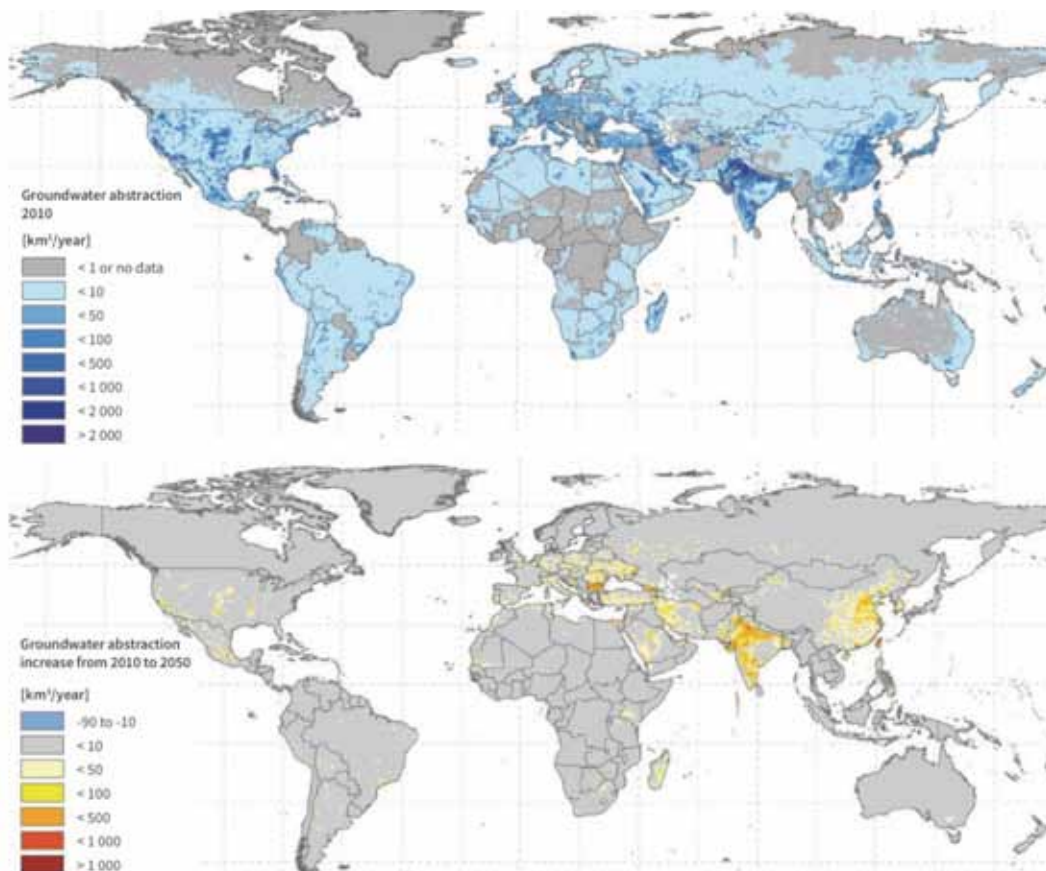 Groundwater abstraction
2010
[km³/year]
< 1 or no data
< 10
< 50
< 100
< 500
< 1 000
< 2 000
> 2 000
Groundwater abstraction
increase from 2010 to 2050
[km³/year]
-90 to -10
< 10
< 50
< 100
< 500
< 1 000
> 1 000